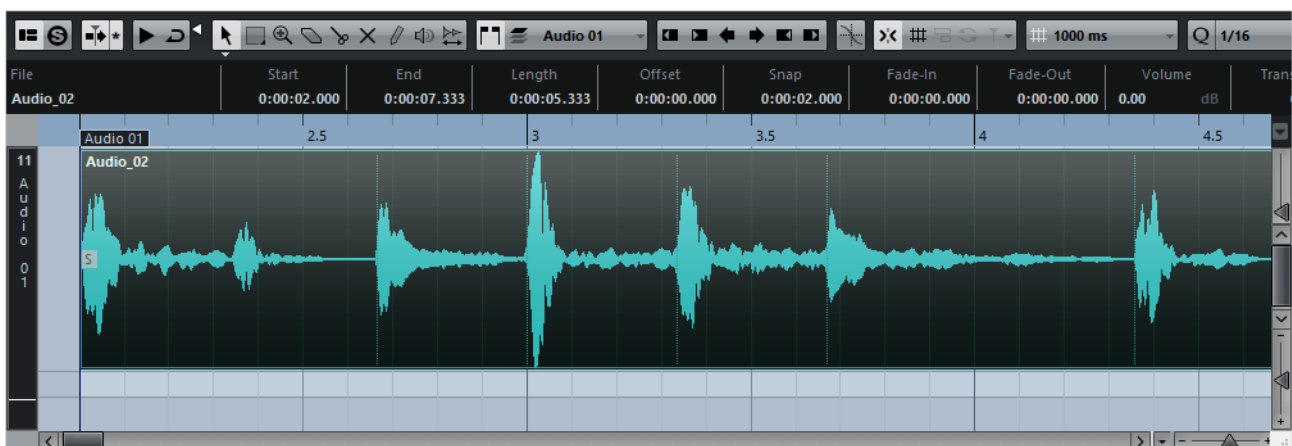 Audio 01 1000 ms Q 1/16
File Start End Length Offset Snap Fade-In Fade-Out Volume
Audio_02 0:00:02.000 0:00:07.333 0:00:05.333 0:00:00.000 0:00:02.000 0:00:00.000 0:00:00.000 0.00 dB
Audio 01 2.5 3 3.5 4 4.5
11 Audio_02
Audio 01
S